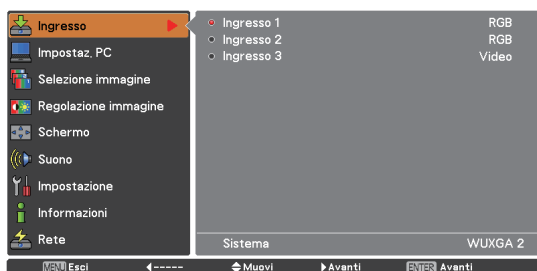 Ingresso
Impostaz. PC
Selezione immagine
Regolazione immagine
Schermo
Suono
Impostazione
Informazioni
Rete
Ingresso 1 RGB
Ingresso 2 RGB
Ingresso 3 Video
Sistema WUXGA 2
MENU Esci ----- Muovi Avanti ENTER Avanti